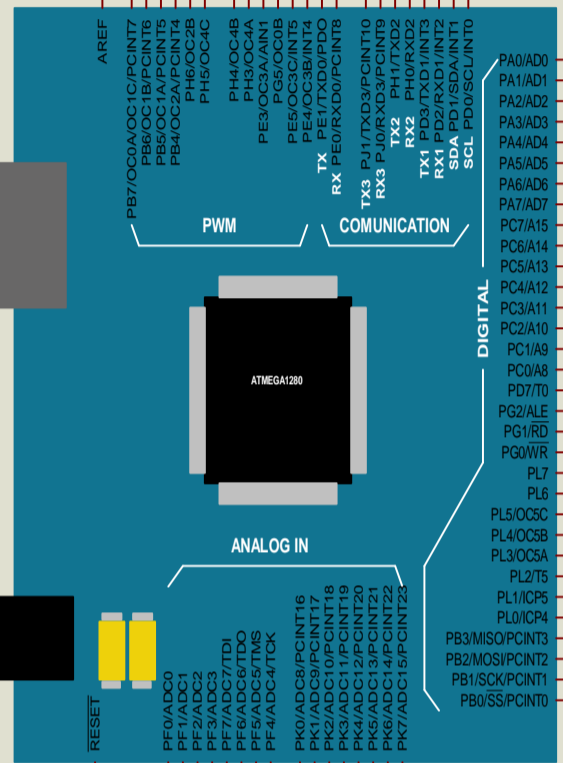 AREF
PB7/OC0A/OC1C/PCINT7
PB6/OC1B/PCINT6
PB5/OC1A/PCINT5
PB4/OC2A/PCINT4
PH6/OC2B
PH5/OC4C
PH4/OC4B
PH3/OC4A
PE3/OC3A/AIN1
PG5/OC0B
PE5/OC3C/INT5
PE4/OC3B/INT4
TX PE1/TXD0/PDO
RX PE0/RXD0/PCINT8
TX3 PJ1/TXD3/PCINT10
RX3 PJ0/RXD3/PCINT9
TX2 PH1/TXD2
RX2 PH0/RXD2
TX1 PD3/TXD1/INT3
RX1 PD2/RXD1/INT2
SDA PD1/SDA/INT1
SCL PD0/SCL/INT0
PWM
COMUNICATION
PA0/AD0
PA1/AD1
PA2/AD2
PA3/AD3
PA4/AD4
PA5/AD5
PA6/AD6
PA7/AD7
PC7/A15
PC6/A14
PC5/A13
PC4/A12
PC3/A11
PC2/A10
PC1/A9
PC0/A8
PD7/T0
PG2/ALE
PG1/RD
PG0/WR
PL7
PL6
PL5/OC5C
PL4/OC5B
PL3/OC5A
PL2/T5
PL1/ICP5
PL0/ICP4
PB3/MISO/PCINT3
PB2/MOSI/PCINT2
PB1/SCK/PCINT1
PB0/SS/PCINT0
DIGITAL
ATMEGA1280
ANALOG IN
RESET
PF0/ADC0
PF1/ADC1
PF2/ADC2
PF3/ADC3
PF7/ADC7/TDI
PF6/ADC6/TDO
PF5/ADC5/TMS
PF4/ADC4/TCK
PK0/ADC8/PCINT16
PK1/ADC9/PCINT17
PK2/ADC10/PCINT18
PK3/ADC11/PCINT19
PK4/ADC12/PCINT20
PK5/ADC13/PCINT21
PK6/ADC14/PCINT22
PK7/ADC15/PCINT23